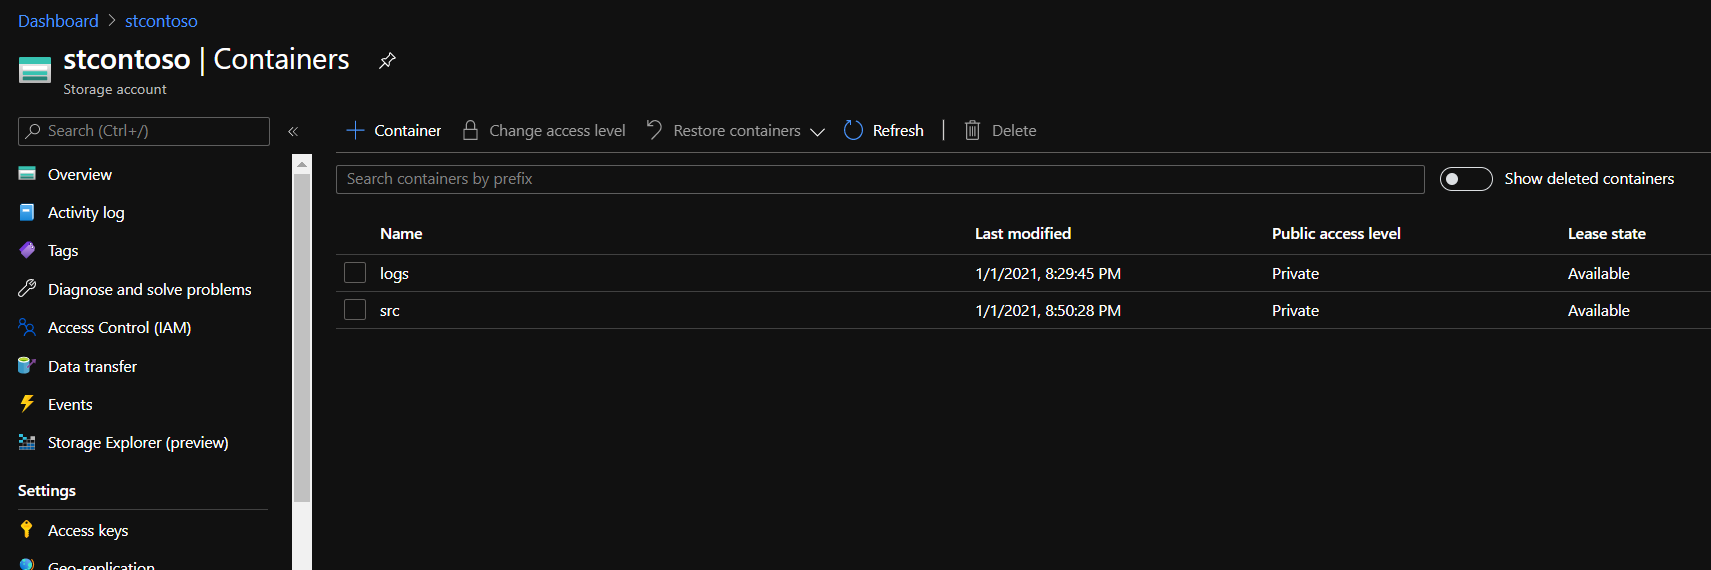 Dashboard > stcontoso
stcontoso | Containers
Storage account
Search (Ctrl+/)
«
Container
Change access level
Restore containers
Refresh
Delete
Search containers by prefix
Show deleted containers
Overview
Activity log
Tags
Diagnose and solve problems
Access Control (IAM)
Data transfer
Events
Storage Explorer (preview)
Settings
Access keys
Geo-replication
Name Last modified Public access level Lease state
logs 1/1/2021, 8:29:45 PM Private Available
src 1/1/2021, 8:50:28 PM Private Available